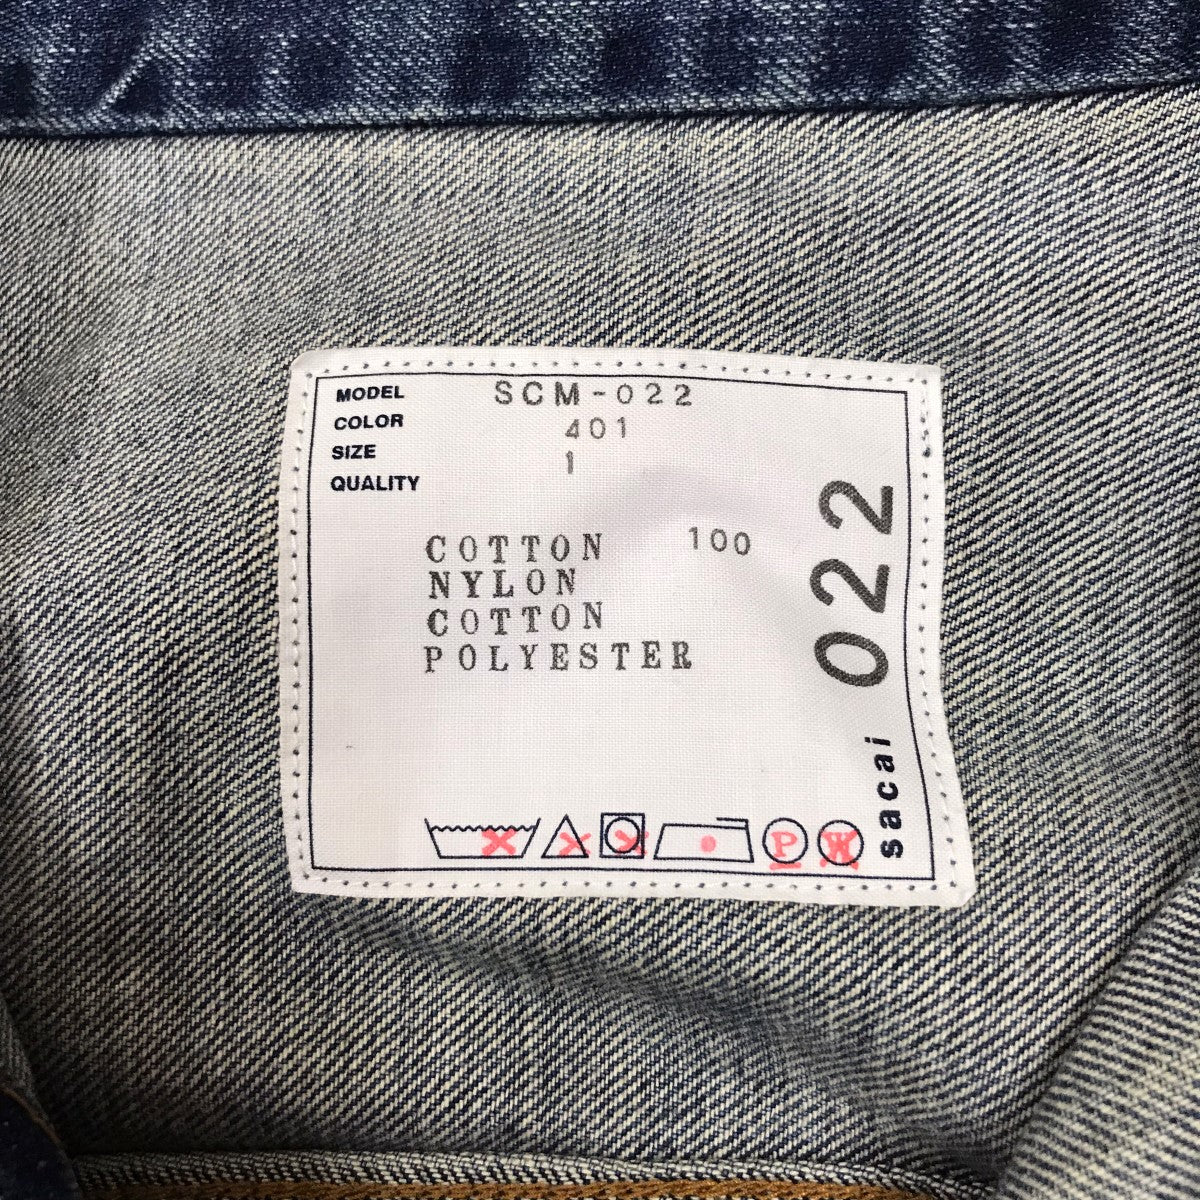 MODEL SCM-022
COLOR 401
SIZE 1
QUALITY
COTTON 100
NYLON
COTTON
POLYESTER
P W
sacai 022